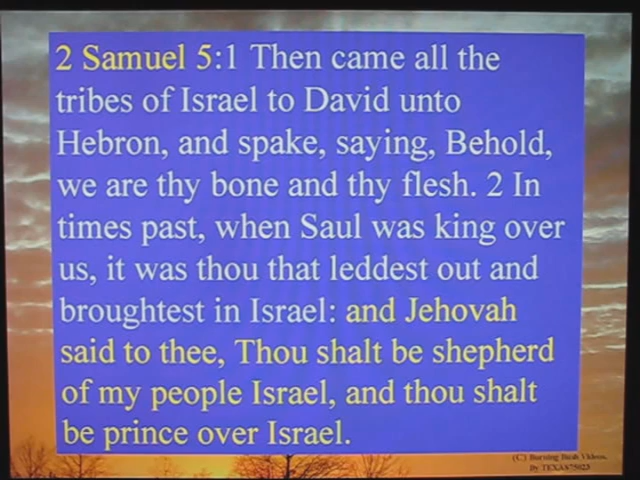 2 Samuel 5:1 Then came all the
tribes of Israel to David unto
Hebron, and spake, saying, Behold,
we are thy bone and thy flesh. 2 In
times past, when Saul was king over
us, it was thou that leddest out and
broughtest in Israel: and Jehovah
said to thee, Thou shalt be shepherd
of my people Israel, and thou shalt
be prince over Israel.
(C) Burning Bush Videos,
By TEXAS75023